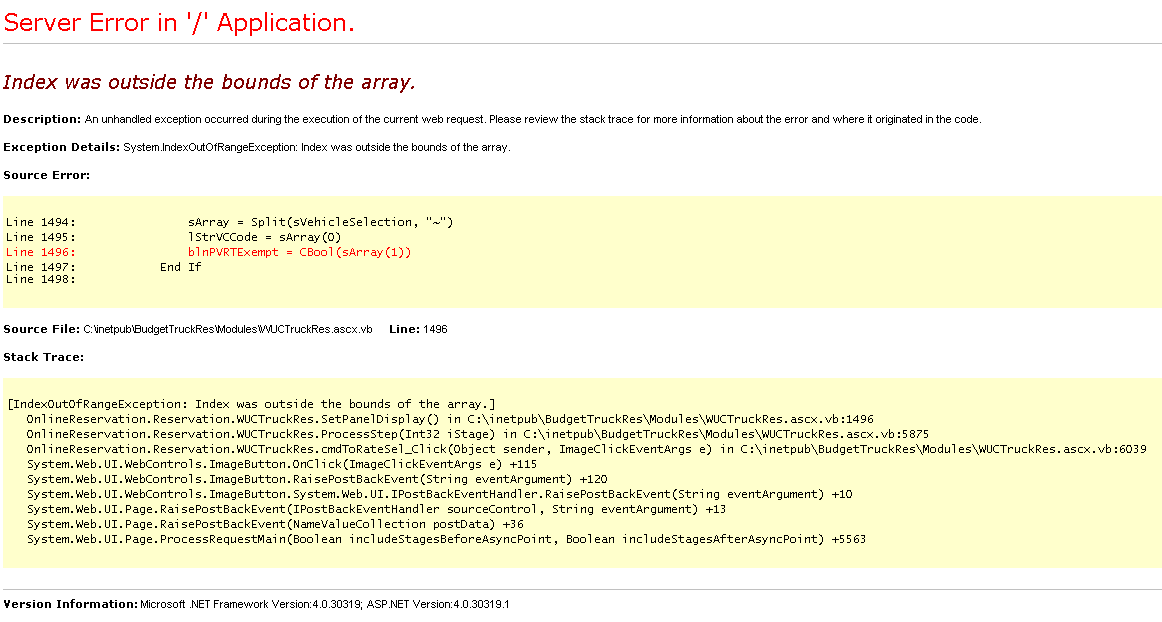 Server Error in '/' Application.
Index was outside the bounds of the array.
Description: An unhandled exception occurred during the execution of the current web request. Please review the stack trace for more information about the error and where it originated in the code.
Exception Details: System.IndexOutOfRangeException: Index was outside the bounds of the array.
Source Error:
Line 1494:                sArray = Split(sVehicleSelection, "~")
Line 1495:                lStrVCCode = sArray(0)
Line 1496:                blnPVRTExempt = CBool(sArray(1))
Line 1497:            End If
Line 1498:
Source File: C:\inetpub\BudgetTruckRes\Modules\WUCTruckRes.ascx.vb    Line: 1496
Stack Trace:
[IndexOutOfRangeException: Index was outside the bounds of the array.]
   OnlineReservation.Reservation.WUCTruckRes.SetPanelDisplay() in C:\inetpub\BudgetTruckRes\Modules\WUCTruckRes.ascx.vb:1496
   OnlineReservation.Reservation.WUCTruckRes.ProcessStep(Int32 iStage) in C:\inetpub\BudgetTruckRes\Modules\WUCTruckRes.ascx.vb:5875
   OnlineReservation.Reservation.WUCTruckRes.cmdToRateSel_Click(Object sender, ImageClickEventArgs e) in C:\inetpub\BudgetTruckRes\Modules\WUCTruckRes.ascx.vb:6039
   System.Web.UI.WebControls.ImageButton.OnClick(ImageClickEventArgs e) +115
   System.Web.UI.WebControls.ImageButton.RaisePostBackEvent(String eventArgument) +120
   System.Web.UI.WebControls.ImageButton.System.Web.UI.IPostBackEventHandler.RaisePostBackEvent(String eventArgument) +10
   System.Web.UI.Page.RaisePostBackEvent(IPostBackEventHandler sourceControl, String eventArgument) +13
   System.Web.UI.Page.RaisePostBackEvent(NameValueCollection postData) +36
   System.Web.UI.Page.ProcessRequestMain(Boolean includeStagesBeforeAsyncPoint, Boolean includeStagesAfterAsyncPoint) +5563
Version Information: Microsoft .NET Framework Version:4.0.30319; ASP.NET Version:4.0.30319.1